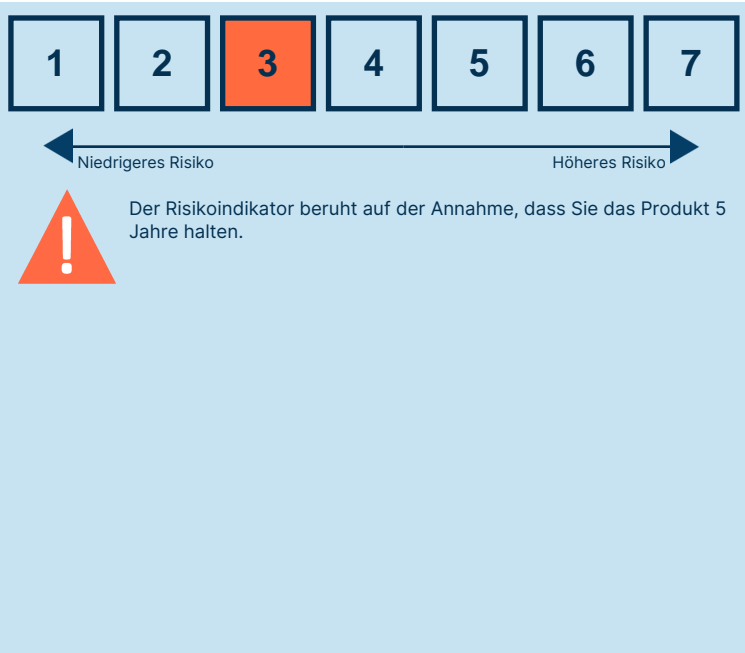 1 2 3 4 5 6 7
Niedrigeres Risiko Höheres Risiko
Der Risikoindikator beruht auf der Annahme, dass Sie das Produkt 5
Jahre halten.